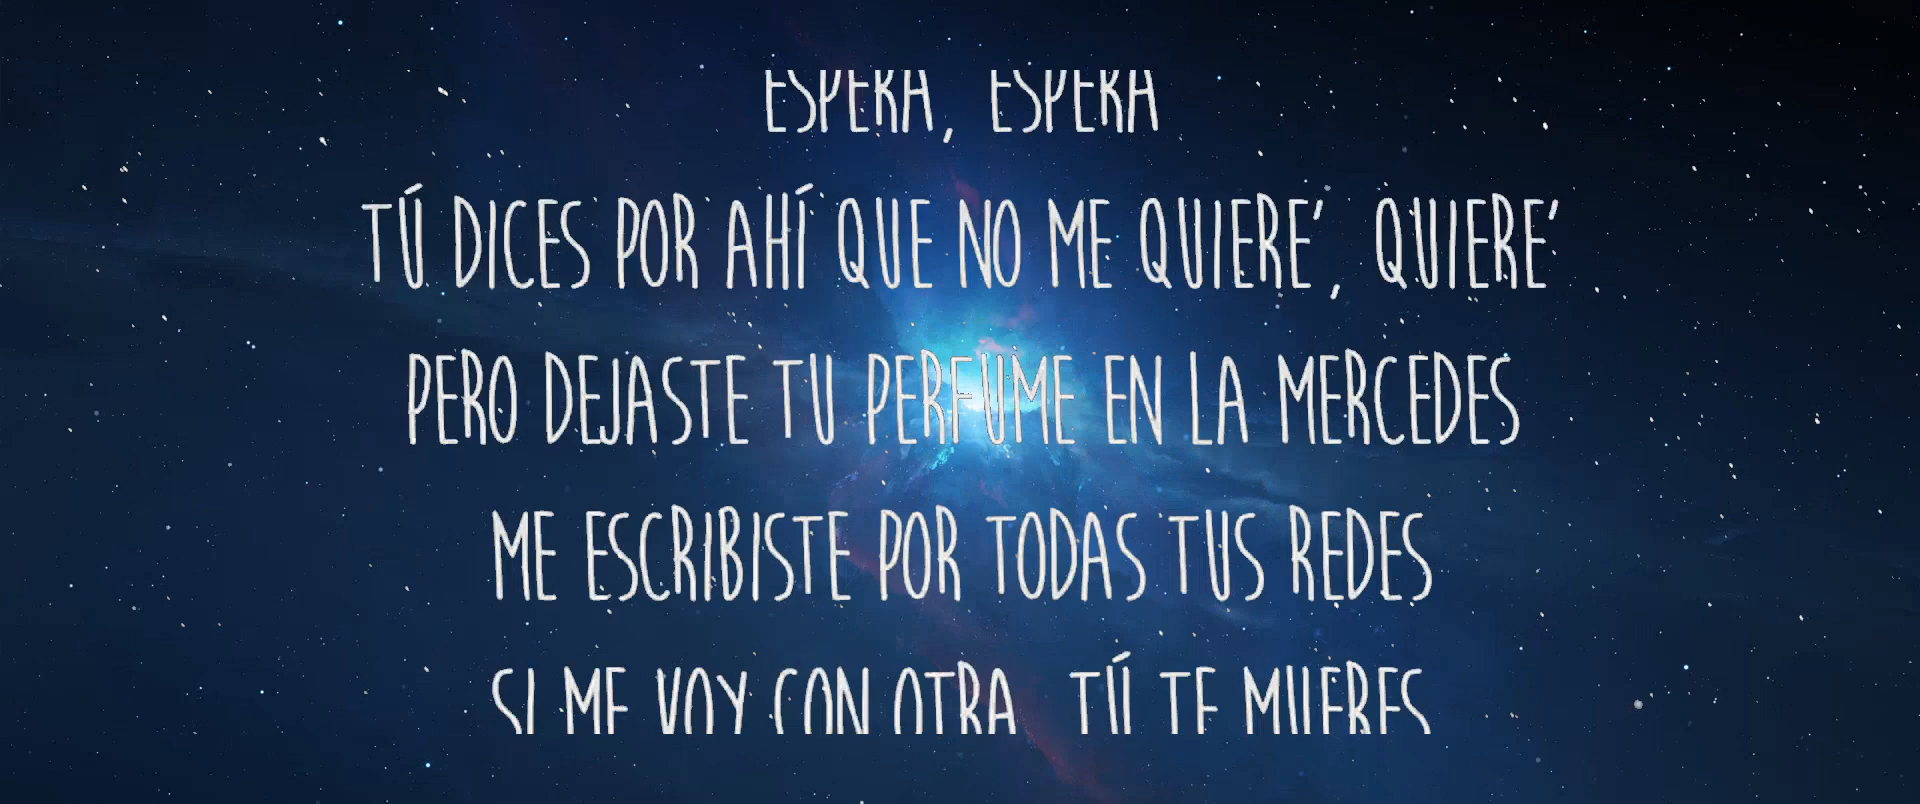 ESPERA, ESPERA
TÚ DICES POR AHÍ QUE NO ME QUIERE', QUIERE'
PERO DEJASTE TU PERFUME EN LA MERCEDES
ME ESCRIBISTE POR TODAS TUS REDES
SI ME VOY CON OTRA, TÚ TE MUERES